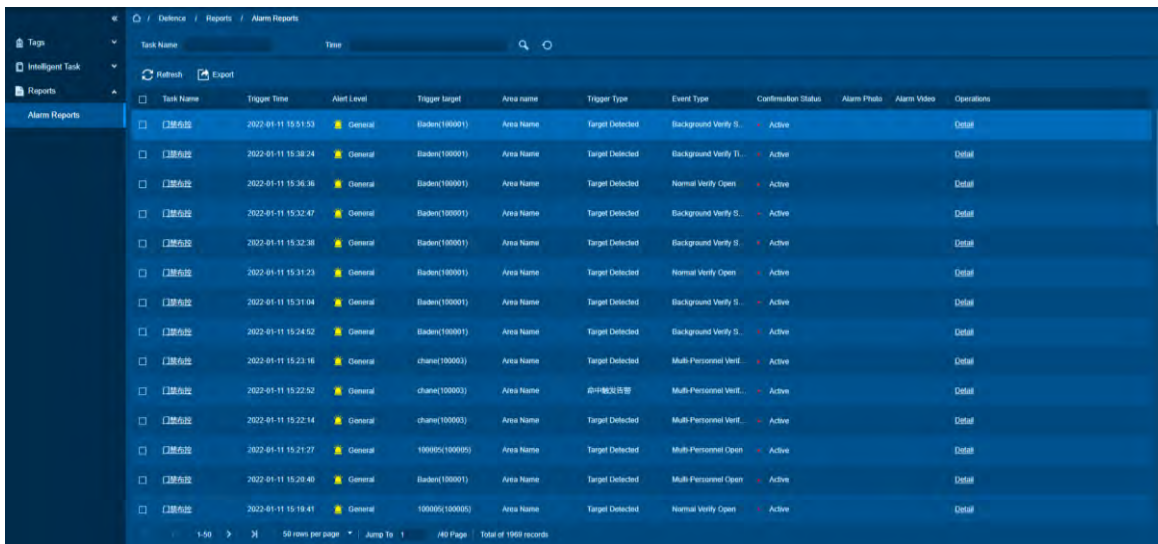 Defence / Reports / Alarm Reports
Tags
Intelligent Task
Reports
Alarm Reports
Task Name Time
Refresh Export
Task Name Trigger Time Alert Level Trigger target Area name Trigger Type Event Type Confirmation Status Alarm Photo Alarm Video Operations
门禁布控 2022-01-11 15:51:53 General Baden(100001) Area Name Target Detected Background Verify S... Active Detail
门禁布控 2022-01-11 15:38:24 General Baden(100001) Area Name Target Detected Background Verify Ti... Active Detail
门禁布控 2022-01-11 15:36:36 General Baden(100001) Area Name Target Detected Normal Verify Open Active Detail
门禁布控 2022-01-11 15:32:47 General Baden(100001) Area Name Target Detected Background Verify S... Active Detail
门禁布控 2022-01-11 15:32:38 General Baden(100001) Area Name Target Detected Background Verify Active Detail
门禁布控 2022-01-11 15:31:23 General Baden(100001) Area Name Target Detected Normal Verify Open Active Detail
门禁布控 2022-01-11 15:31:04 General Baden(100001) Area Name Target Detected Background Verify S... Active Detail
门禁布控 2022-01-11 15:24:52 General Baden(100001) Area Name Target Detected Background Verify S... Active Detail
门禁布控 2022-01-11 15:23:16 General chane(100003) Area Name Target Detected Multi-Personnel Verif... Active Detail
门禁布控 2022-01-11 15:22:52 General chane(100003) Area Name 命中触发告警 Multi-Personnel Verif... Active Detail
门禁布控 2022-01-11 15:22:14 General chane(100003) Area Name Target Detected Multi-Personnel Verif... Active Detail
门禁布控 2022-01-11 15:21:27 General 100005(100005) Area Name Target Detected Multi-Personnel Open Active Detail
门禁布控 2022-01-11 15:20:40 General Baden(100001) Area Name Target Detected Multi-Personnel Open Active Detail
门禁布控 2022-01-11 15:19:41 General 100005(100005) Area Name Target Detected Normal Verify Open Active Detail
1-50 50 rows per page Jump To 1 /40 Page Total of 1969 records